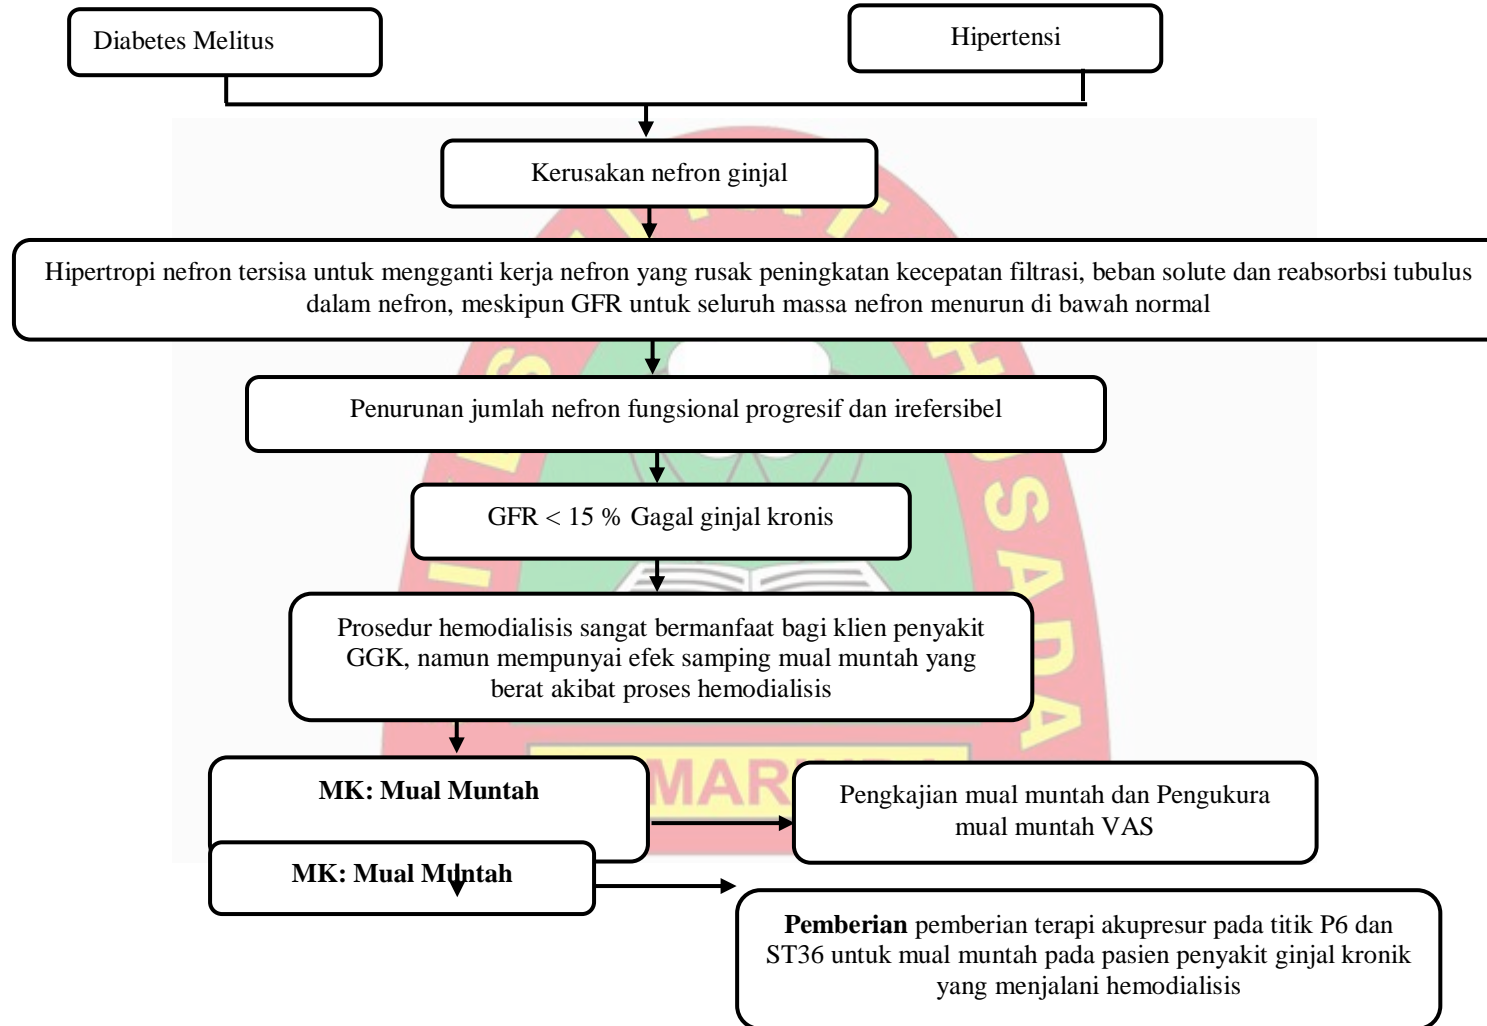 Diabetes Melitus
Hipertensi
Kerusakan nefron ginjal
Hipertropi nefron tersisa untuk mengganti kerja nefron yang rusak peningkatan kecepatan filtrasi, beban solute dan reabsorbsi tubulus
dalam nefron, meskipun GFR untuk seluruh massa nefron menurun di bawah normal
Penurunan jumlah nefron fungsional progresif dan irefersibel
GFR < 15 % Gagal ginjal kronis
Prosedur hemodialisis sangat bermanfaat bagi klien penyakit
GGK, namun mempunyai efek samping mual muntah yang
berat akibat proses hemodialisis
MK: Mual Muntah
Pengkajian mual muntah dan Pengukura
mual muntah VAS
MK: Mual Muntah
Pemberian pemberian terapi akupresur pada titik P6 dan
ST36 untuk mual muntah pada pasien penyakit ginjal kronik
yang menjalani hemodialisis